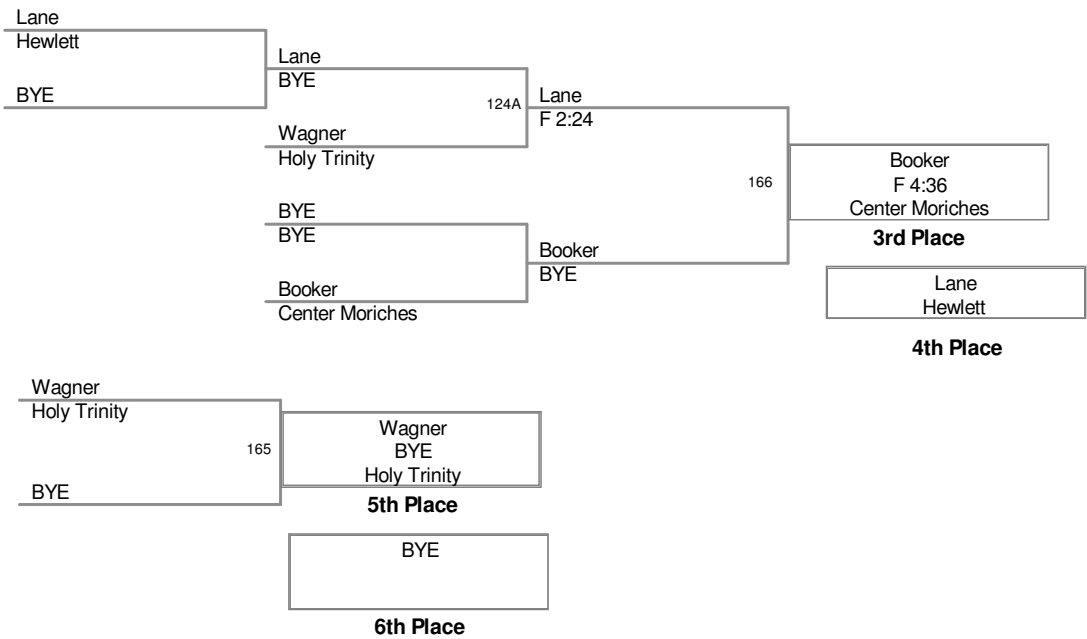 Lane
Hewlett
BYE
Lane
BYE
124A
Wagner
Holy Trinity
Lane
F 2:24
BYE
BYE
Booker
Center Moriches
Booker
BYE
166
Booker
F 4:36
Center Moriches
3rd Place
Lane
Hewlett
4th Place
Wagner
Holy Trinity
BYE
165
Wagner
BYE
Holy Trinity
5th Place
BYE
6th Place